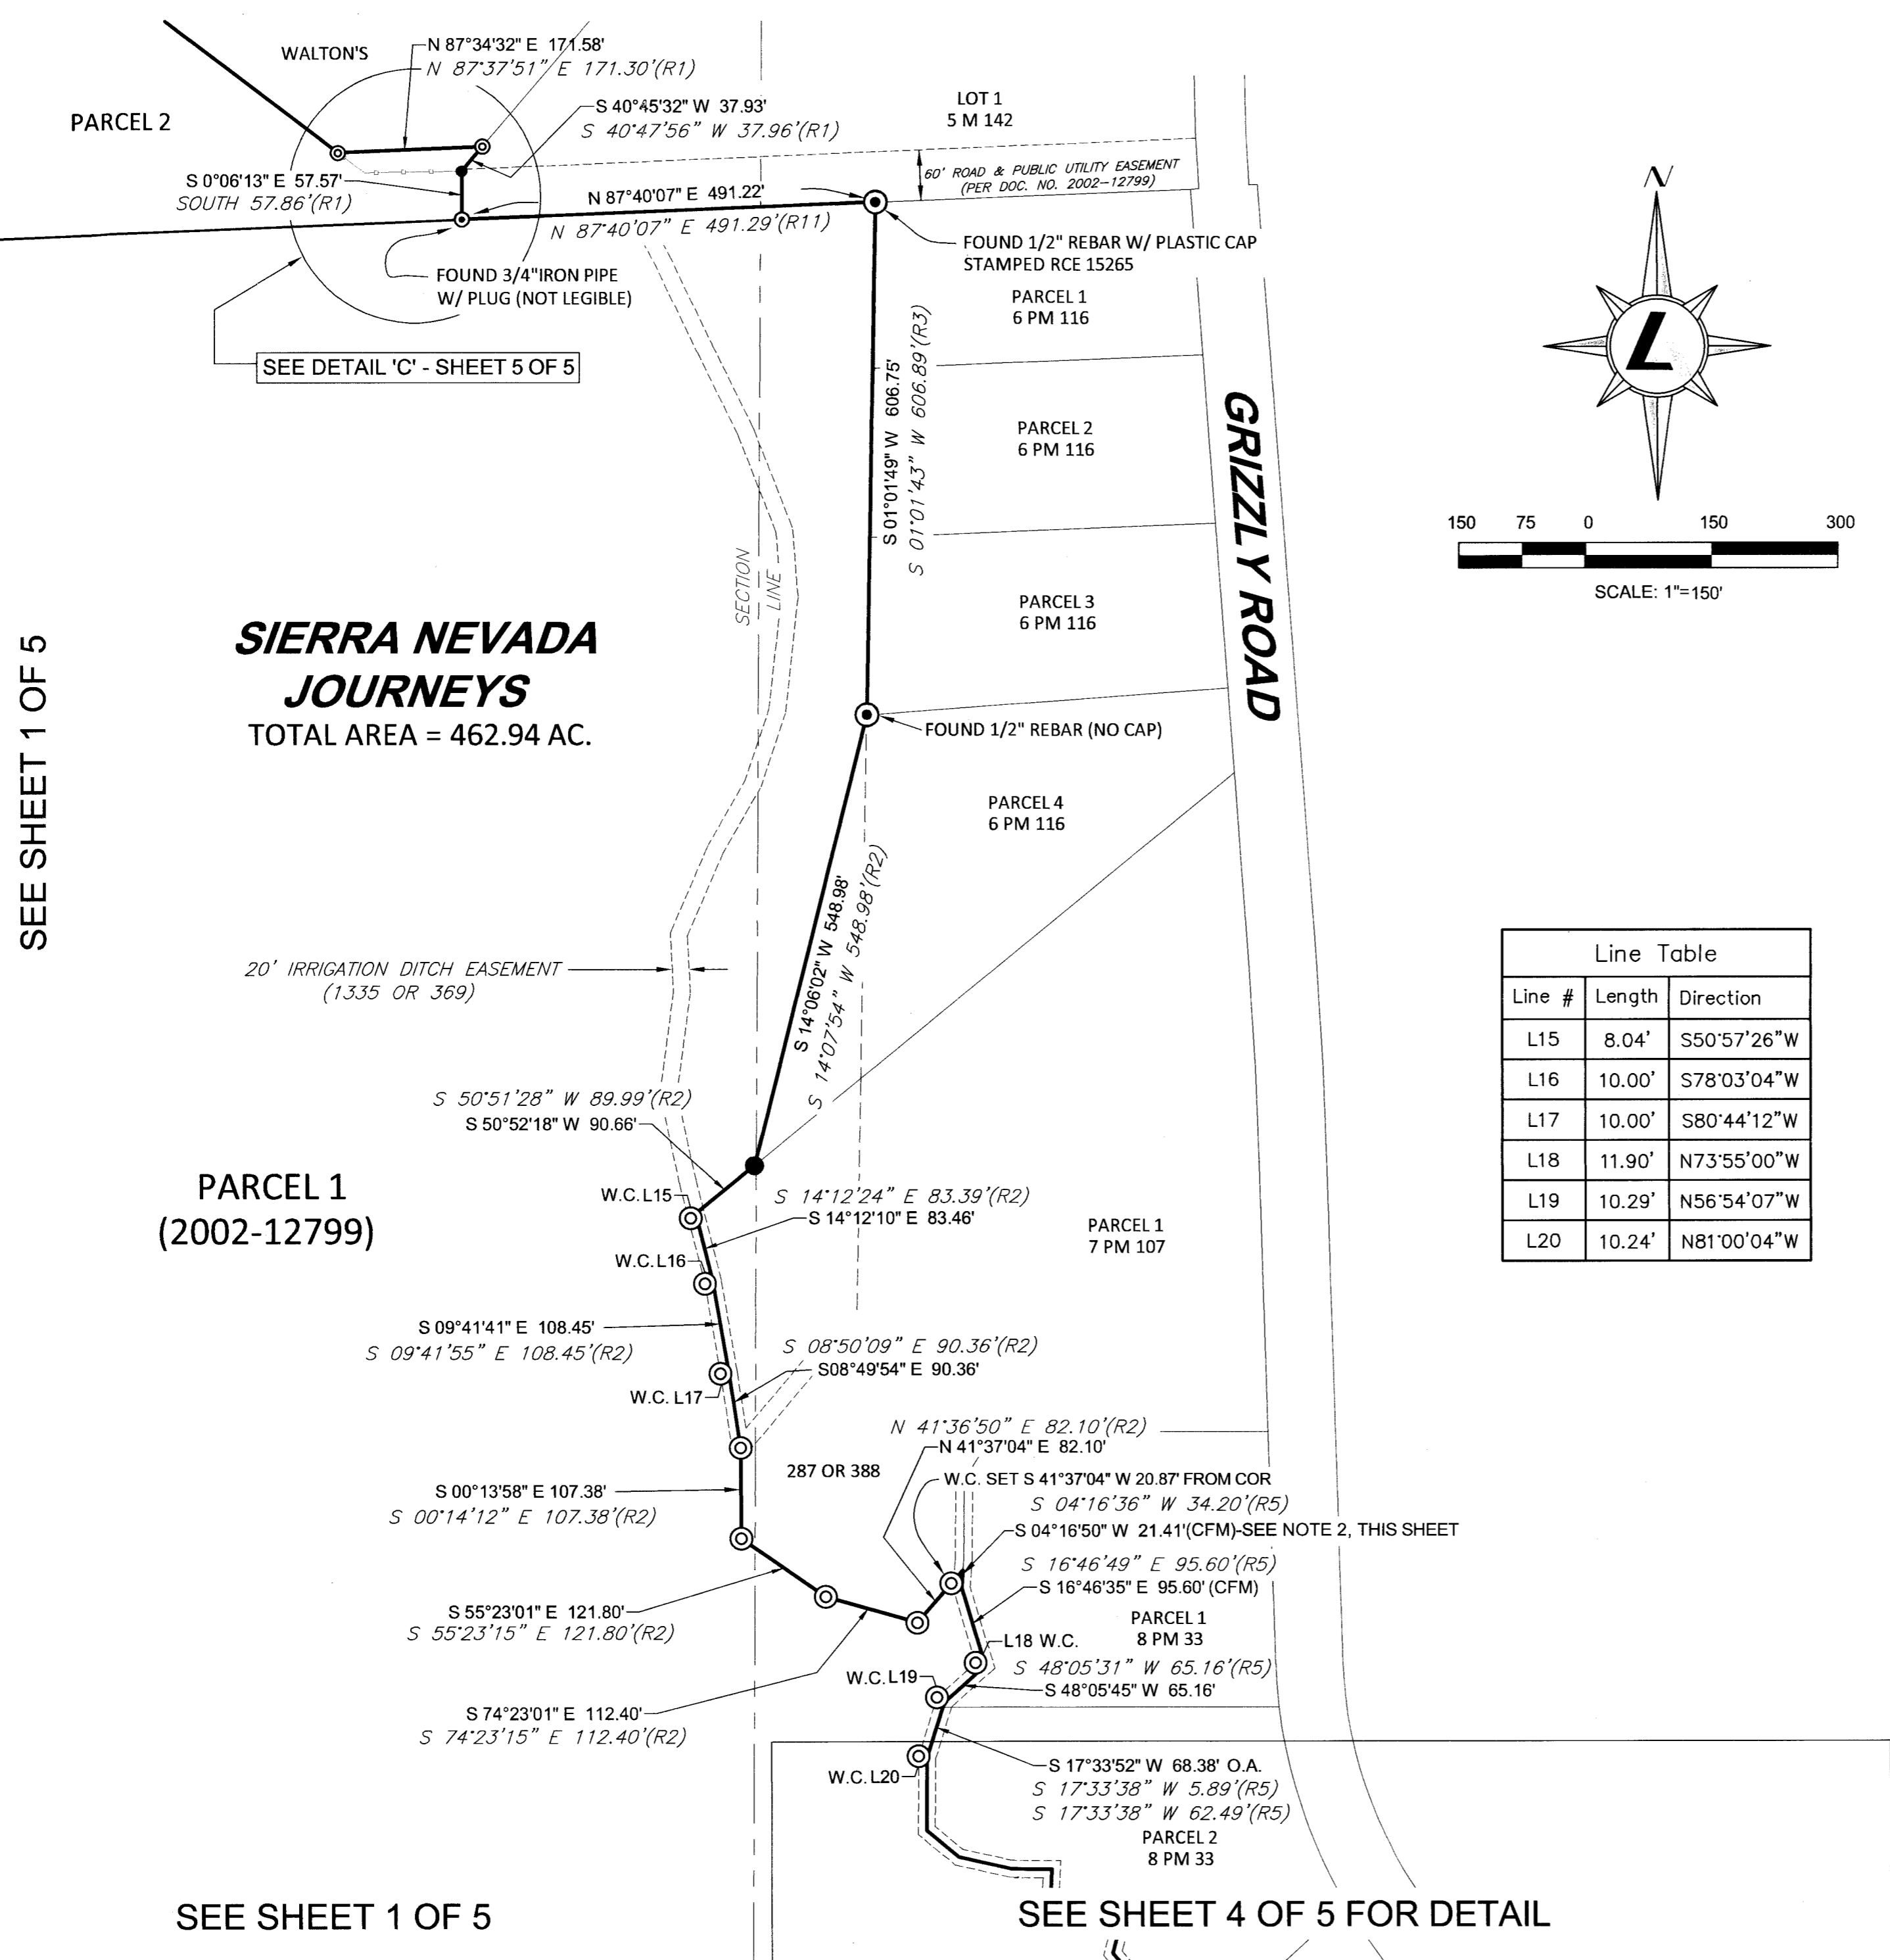 WALTON'S
N 87°34'32" E 171.58'
N 87°37'51" E 171.30'(R1)
PARCEL 2
S 40°45'32" W 37.93'
S 40°47'56" W 37.96'(R1)
LOT 1
5 M 142
60' ROAD & PUBLIC UTILITY EASEMENT
(PER DOC. NO. 2002-12799)
S 0°06'13" E 57.57'
SOUTH 57.86'(R1)
N 87°40'07" E 491.22'
N 87°40'07" E 491.29'(R11)
FOUND 3/4"IRON PIPE
W/ PLUG (NOT LEGIBLE)
FOUND 1/2" REBAR W/ PLASTIC CAP
STAMPED RCE 15265
SEE DETAIL 'C' - SHEET 5 OF 5
PARCEL 1
6 PM 116
S 01°01'49" W 606.75'
S 01°01'43" W 606.89'(R3)
PARCEL 2
6 PM 116
GRIZZLY ROAD
N
L
150 75 0 150 300
SCALE: 1"=150'
SECTION
LINE
PARCEL 3
6 PM 116
SEE SHEET 1 OF 5
SIERRA NEVADA
JOURNEYS
TOTAL AREA = 462.94 AC.
FOUND 1/2" REBAR (NO CAP)
PARCEL 4
6 PM 116
S 14°06'02" W 548.98'
S 14°07'54" W 548.98'(R2)
20' IRRIGATION DITCH EASEMENT
(1335 OR 369)
Line Table
Line # Length Direction
L15 8.04' S50°57'26"W
L16 10.00' S78°03'04"W
L17 10.00' S80°44'12"W
L18 11.90' N73°55'00"W
L19 10.29' N56°54'07"W
L20 10.24' N81°00'04"W
S 50°51'28" W 89.99'(R2)
S 50°52'18" W 90.66'
PARCEL 1
(2002-12799)
W.C. L15
S 14°12'24" E 83.39'(R2)
S 14°12'10" E 83.46'
PARCEL 1
7 PM 107
W.C. L16
S 09°41'41" E 108.45'
S 09°41'55" E 108.45'(R2)
S 08°50'09" E 90.36'(R2)
S08°49'54" E 90.36'
W.C. L17
N 41°36'50" E 82.10'(R2)
N 41°37'04" E 82.10'
287 OR 388
W.C. SET S 41°37'04" W 20.87' FROM COR
S 00°13'58" E 107.38'
S 00°14'12" E 107.38'(R2)
S 04°16'36" W 34.20'(R5)
S 04°16'50" W 21.41'(CFM)-SEE NOTE 2, THIS SHEET
S 16°46'49" E 95.60'(R5)
S 16°46'35" E 95.60' (CFM)
S 55°23'01" E 121.80'
S 55°23'15" E 121.80'(R2)
PARCEL 1
8 PM 33
L18 W.C.
S 48°05'31" W 65.16'(R5)
S 48°05'45" W 65.16'
W.C. L19
S 74°23'01" E 112.40'
S 74°23'15" E 112.40'(R2)
W.C. L20
S 17°33'52" W 68.38' O.A.
S 17°33'38" W 5.89'(R5)
S 17°33'38" W 62.49'(R5)
PARCEL 2
8 PM 33
SEE SHEET 1 OF 5
SEE SHEET 4 OF 5 FOR DETAIL